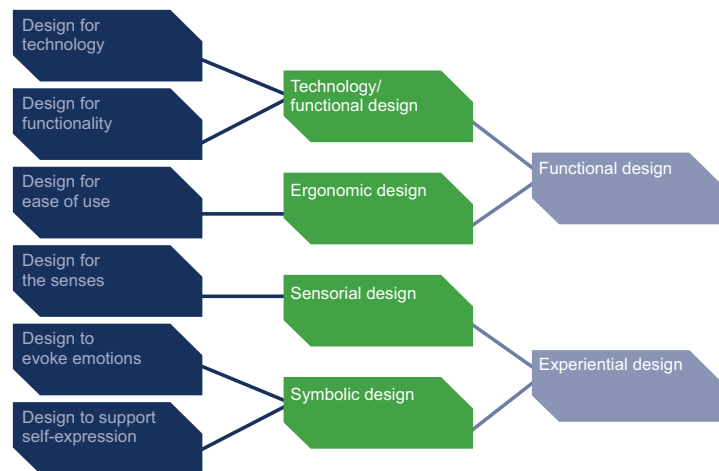 Design for
technology
Design for
functionality
Design for
ease of use
Design for
the senses
Design to
evoke emotions
Design to support
self-expression
Technology/
functional design
Ergonomic design
Sensorial design
Symbolic design
Functional design
Experiential design